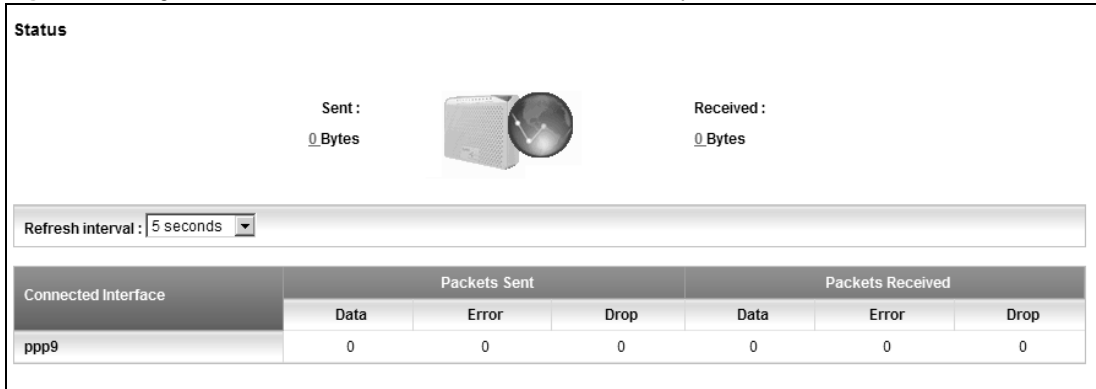 Status
Sent :
Received :
0 Bytes
0 Bytes
Refresh interval : 5 seconds
Connected Interface
Packets Sent
Packets Received
Data Error Drop Data Error Drop
ppp9 0 0 0 0 0 0